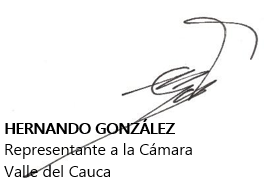 HERNANDO GONZÁLEZ
Representante a la Cámara
Valle del Cauca